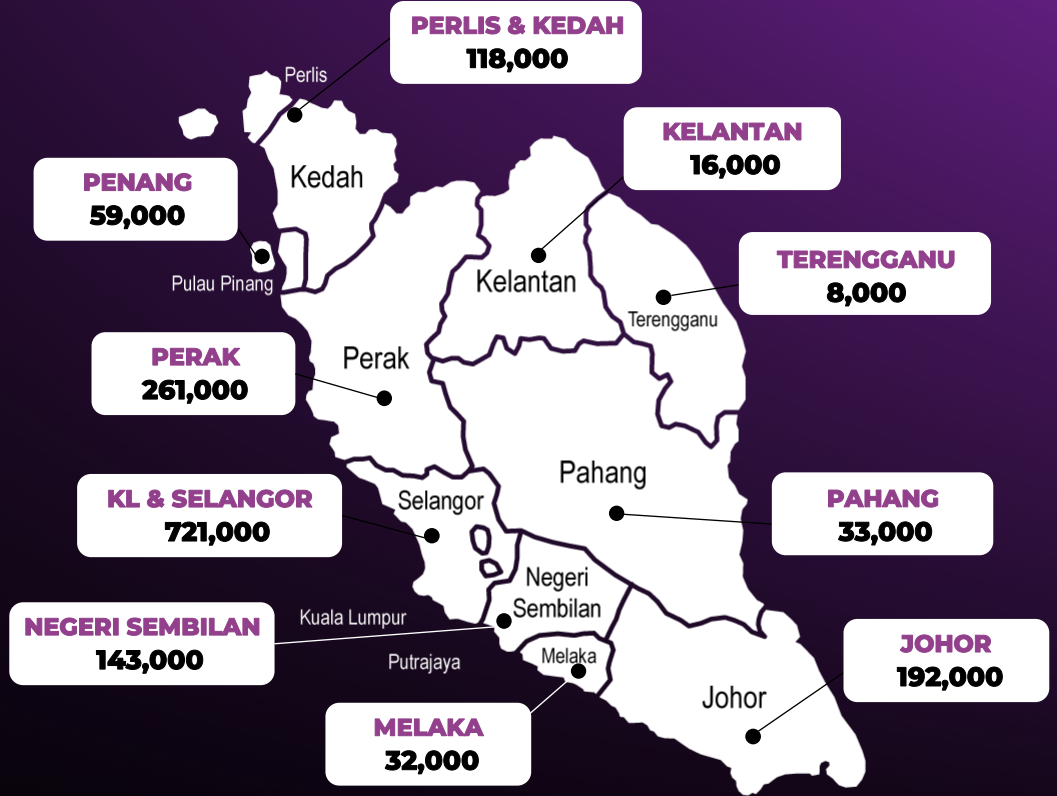 PERLIS & KEDAH
118,000
Perlis
KELANTAN
16,000
Kedah
PENANG
59,000
Pulau Pinang
TERENGGANU
8,000
Kelantan
Terengganu
PERAK
261,000
Perak
Pahang
KL & SELANGOR
721,000
Selangor
PAHANG
33,000
Negeri
Sembilan
NEGERI SEMBILAN
143,000
Kuala Lumpur
Putrajaya
Melaka
JOHOR
192,000
Johor
MELAKA
32,000